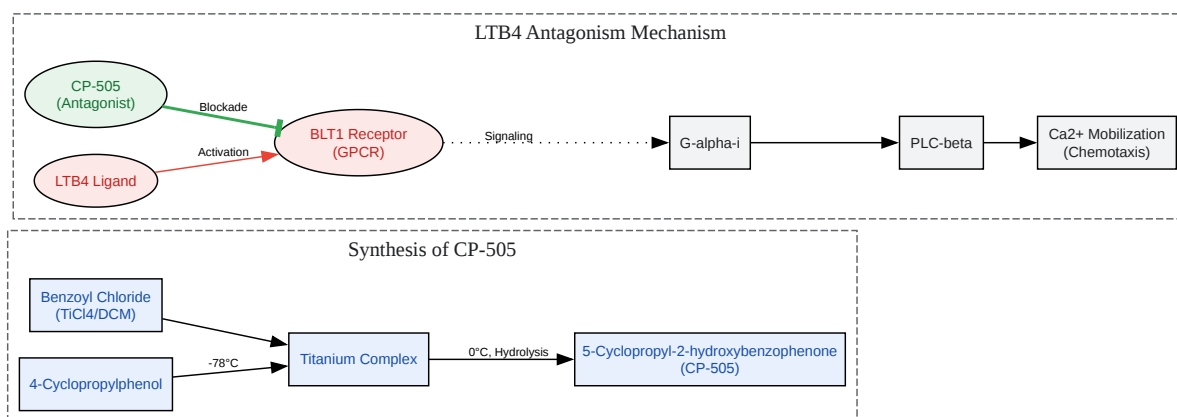 LTB4 Antagonism Mechanism
CP-505
(Antagonist)
Blockade
LTB4 Ligand
Activation
BLT1 Receptor
(GPCR)
Signaling
G-alpha-i
PLC-beta
Ca2+ Mobilization
(Chemotaxis)
Synthesis of CP-505
Benzoyl Chloride
(TiCl4/DCM)
4-Cyclopropylphenol
-78°C
Titanium Complex
0°C, Hydrolysis
5-Cyclopropyl-2-hydroxybenzophenone
(CP-505)